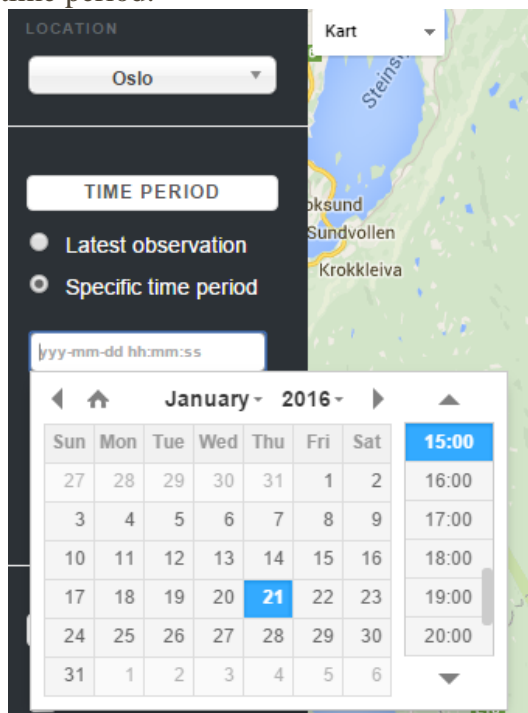 time period.
LOCATION
Kart
Oslo
Steins
TIME PERIOD
oksund
Sundvollen
Latest observation
Krokkleiva
Specific time period
yyy-mm-dd hh:mm:ss
January 2016
Sun Mon Tue Wed Thu Fri Sat 15:00
27 28 29 30 31 1 2 16:00
3 4 5 6 7 8 9 17:00
10 11 12 13 14 15 16 18:00
17 18 19 20 21 22 23 19:00
24 25 26 27 28 29 30 20:00
31 1 2 3 4 5 6